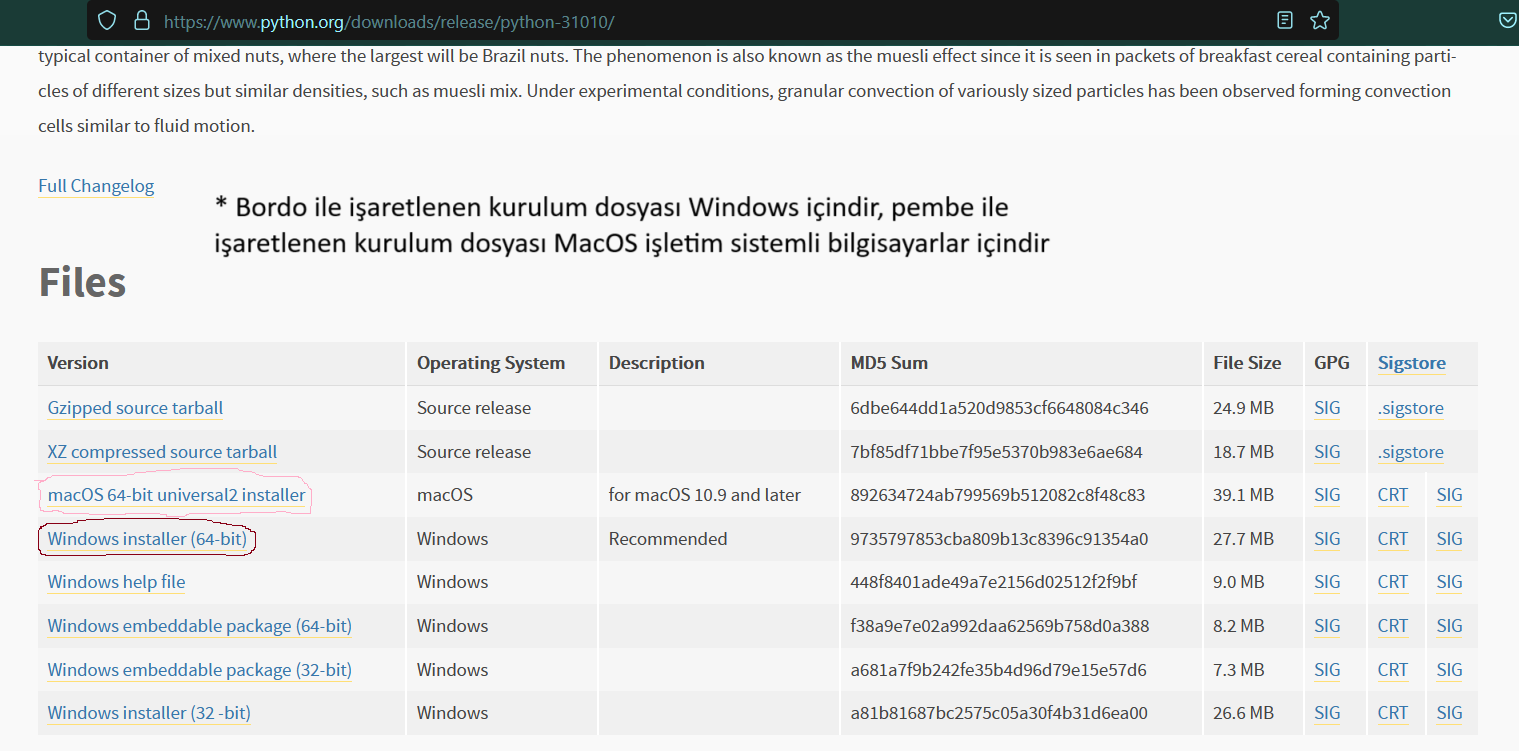 https://www.python.org/downloads/release/python-31010/
typical container of mixed nuts, where the largest will be Brazil nuts. The phenomenon is also known as the muesli effect since it is seen in packets of breakfast cereal containing parti-
cles of different sizes but similar densities, such as muesli mix. Under experimental conditions, granular convection of variously sized particles has been observed forming convection
cells similar to fluid motion.
Full Changelog
* Bordo ile işaretlenen kurulum dosyası Windows içindir, pembe ile
işaretlenen kurulum dosyası MacOS işletim sistemli bilgisayarlar içindir
Files
Version Operating System Description MD5 Sum File Size GPG Sigstore
Gzipped source tarball Source release 6dbe644dd1a520d9853cf6648084c346 24.9 MB SIG .sigstore
XZ compressed source tarball Source release 7bf85df71bbe7f95e5370b983e6ae684 18.7 MB SIG .sigstore
macOS 64-bit universal2 installer macOS for macOS 10.9 and later 892634724ab799569b512082c8f48c83 39.1 MB SIG CRT SIG
Windows installer (64-bit) Windows Recommended 9735797853cba809b13c8396c91354a0 27.7 MB SIG CRT SIG
Windows help file Windows 448f8401ade49a7e2156d02512f2f9bf 9.0 MB SIG CRT SIG
Windows embeddable package (64-bit) Windows f38a9e7e02a992daa62569b758d0a388 8.2 MB SIG CRT SIG
Windows embeddable package (32-bit) Windows a681a7f9b242fe35b4d96d79e15e57d6 7.3 MB SIG CRT SIG
Windows installer (32 -bit) Windows a81b81687bc2575c05a30f4b31d6ea00 26.6 MB SIG CRT SIG